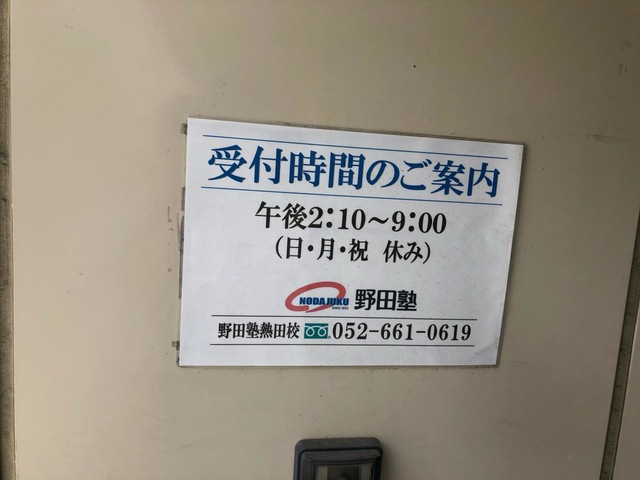 受付時間のご案内
午後2:10～9:00
（日・月・祝 休み）
NODAJUKU 野田塾
野田塾熱田校 052-661-0619